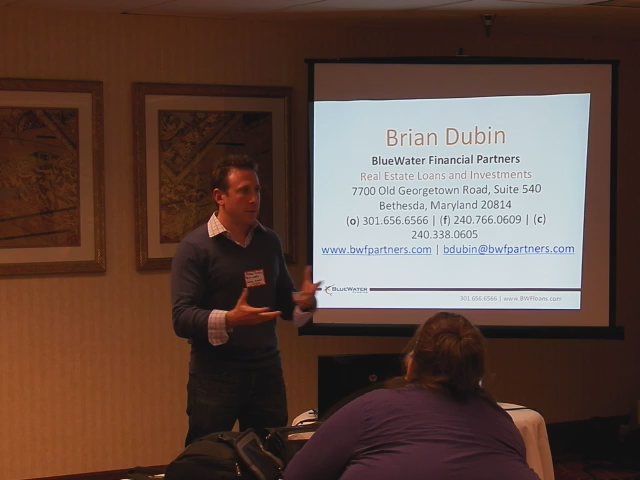 Brian Dubin
BlueWater Financial Partners
Real Estate Loans and Investments
7700 Old Georgetown Road, Suite 540
Bethesda, Maryland 20814
(o) 301.656.6566 | (f) 240.766.0609 | (c)
240.338.0605
www.bwfpartners.com | bdubin@bwfpartners.com
BLUEWATER
301.656.6566 | www.BWFloans.com